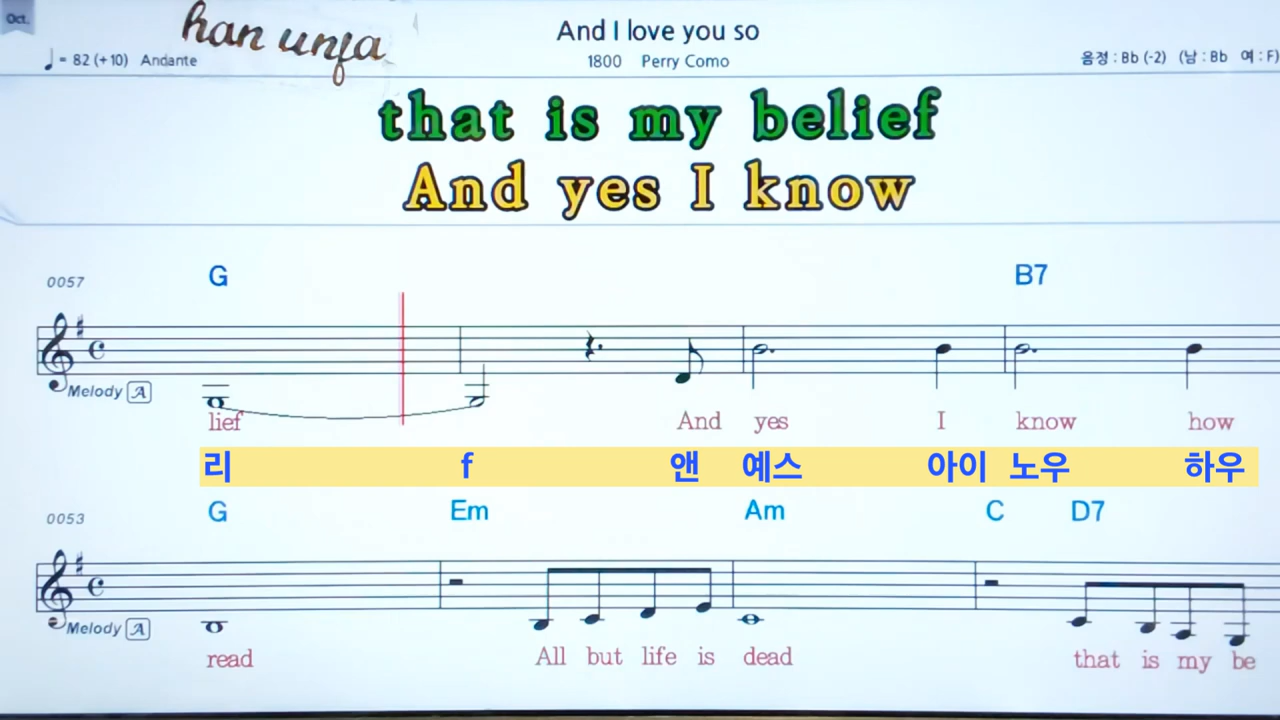 Oct.
han unja
And I love you so
♩= 82 (+10) Andante
1800 Perry Como
음정 : Bb (-2) (남 : Bb 여 : F)
that is my belief
And yes I know
0057
G B7
Melody A
lief And yes I know how
리 f 앤 예스 아이 노우 하우
0053
G Em Am C D7
Melody A
read All but life is dead that is my be